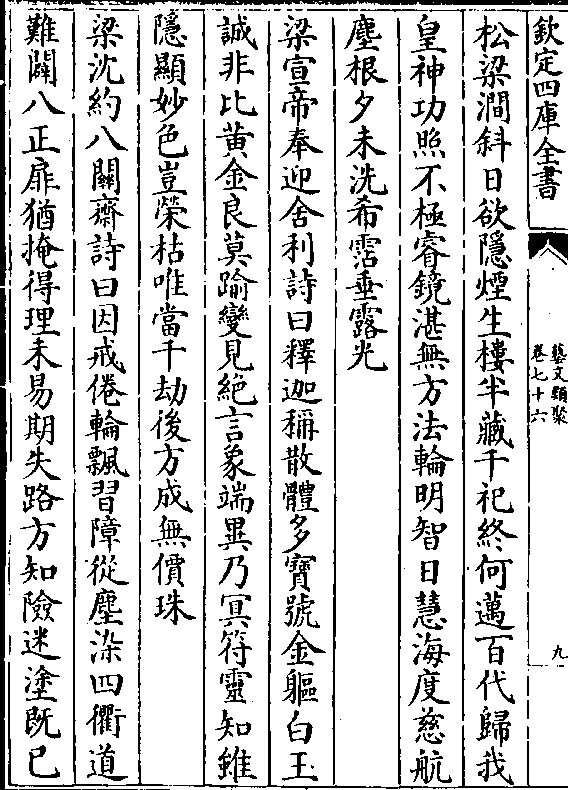 欽定四庫全書
藝文類聚
卷七十六
九
松梁澗斜日欲隱煙生樓半藏千祀終何邁百代歸我
皇神功照不極睿鏡湛無方法輪明智日慧海度慈航
塵根夕未洗希霑垂露光
梁宣帝奉迎舍利詩曰釋迦稱散體多寶號金軀白玉
誠非比黄金良莫踰變見絶言象端異乃冥符靈知雖
隱顯妙色豈榮枯唯當千劫後方成無價珠
梁沈約八關齋詩曰因戒倦輪飄習障從塵染四衢道
難闢八正扉猶掩得理未易期失路方知險迷塗既已